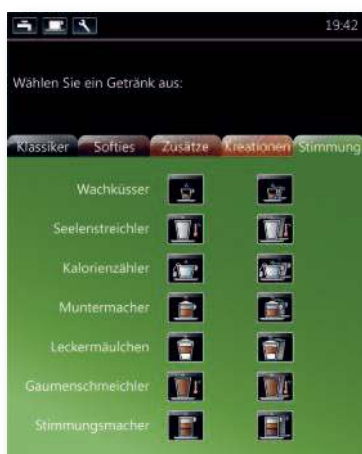 19:42
Wählen Sie ein Getränk aus:
Klassiker Softies Zusätze Kreationen Stimmung
Wachküsser
Seelenstreichler
Kalorienzähler
Muntermacher
Leckermäulchen
Gaumenschmeichler
Stimmungsmacher